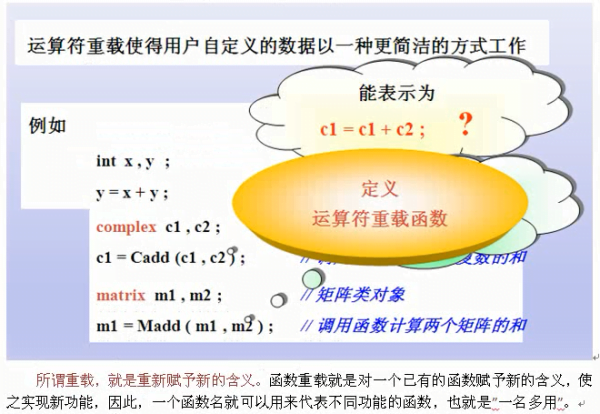 运算符重载使得用户自定义的数据以一种更简洁的方式工作
能表示为
例如
c1 = c1 + c2 ; ?
int x , y ;
定义
y = x + y ;
运算符重载函数
complex c1 , c2 ;
c1 = Cadd ( c1 , c2 ) ; // 数的和
matrix m1 , m2 ; // 矩阵类对象
m1 = Madd ( m1 , m2 ) ; // 调用函数计算两个矩阵的和
所谓重载，就是重新赋予新的含义。函数重载就是对一个已有的函数赋予新的含义，使
之实现新功能，因此，一个函数名就可以用来代表不同功能的函数，也就是"一名多用"。